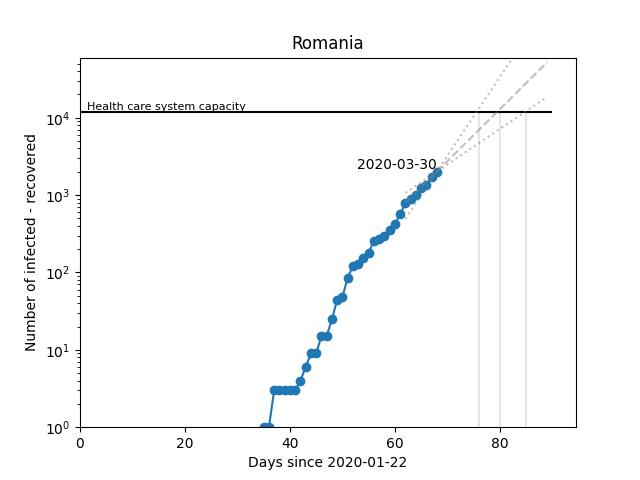 Romania
Health care system capacity
2020-03-30
Number of infected - recovered
10⁴
10³
10²
10¹
10⁰
0 20 40 60 80
Days since 2020-01-22